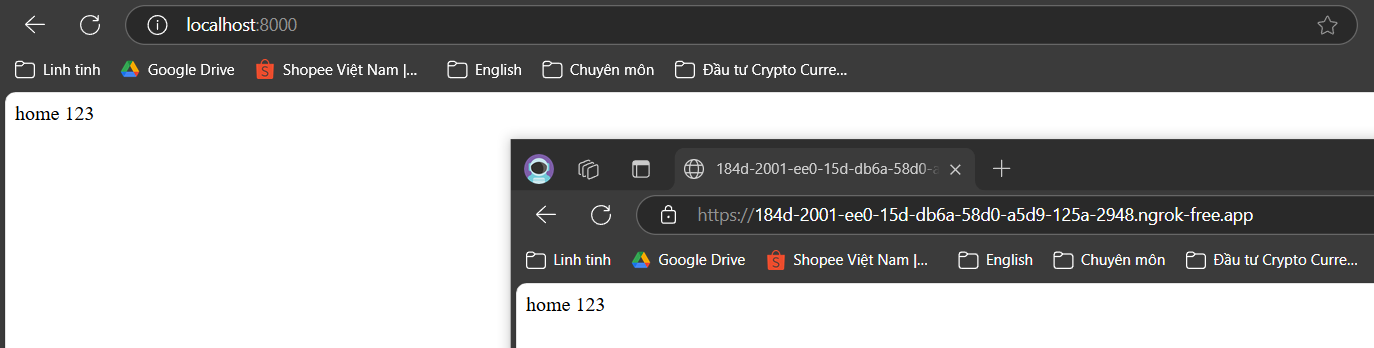 localhost:8000
Linh tinh Google Drive Shopee Việt Nam |... English Chuyên môn Đầu tư Crypto Curre...
home 123
184d-2001-ee0-15d-db6a-58d0-a
https://184d-2001-ee0-15d-db6a-58d0-a5d9-125a-2948.ngrok-free.app
Linh tinh Google Drive Shopee Việt Nam |... English Chuyên môn Đầu tư Crypto Curre...
home 123